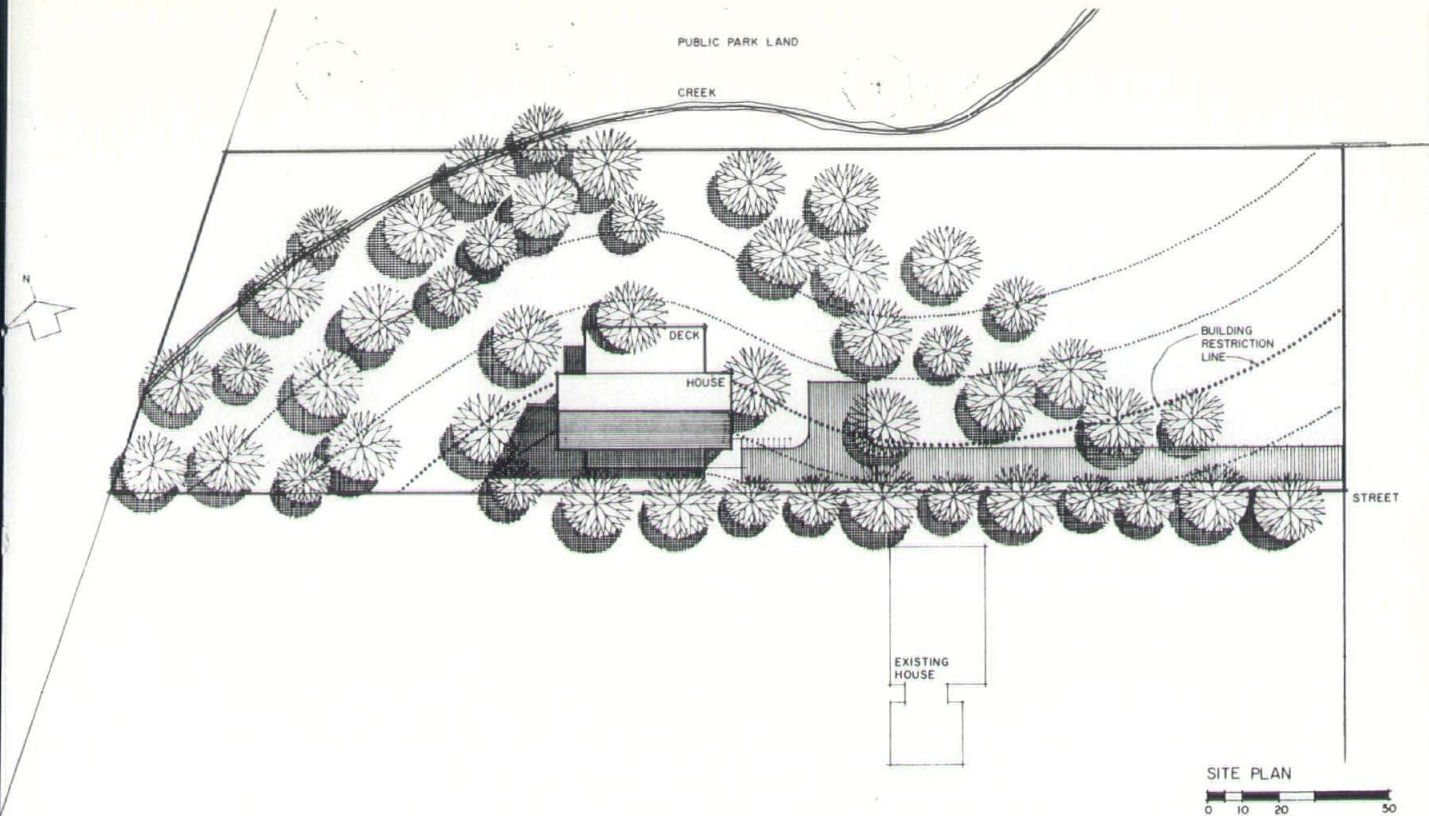 PUBLIC PARK LAND
CREEK
N
DECK
HOUSE
BUILDING
RESTRICTION
LINE
STREET
EXISTING
HOUSE
SITE PLAN
0 10 20 50